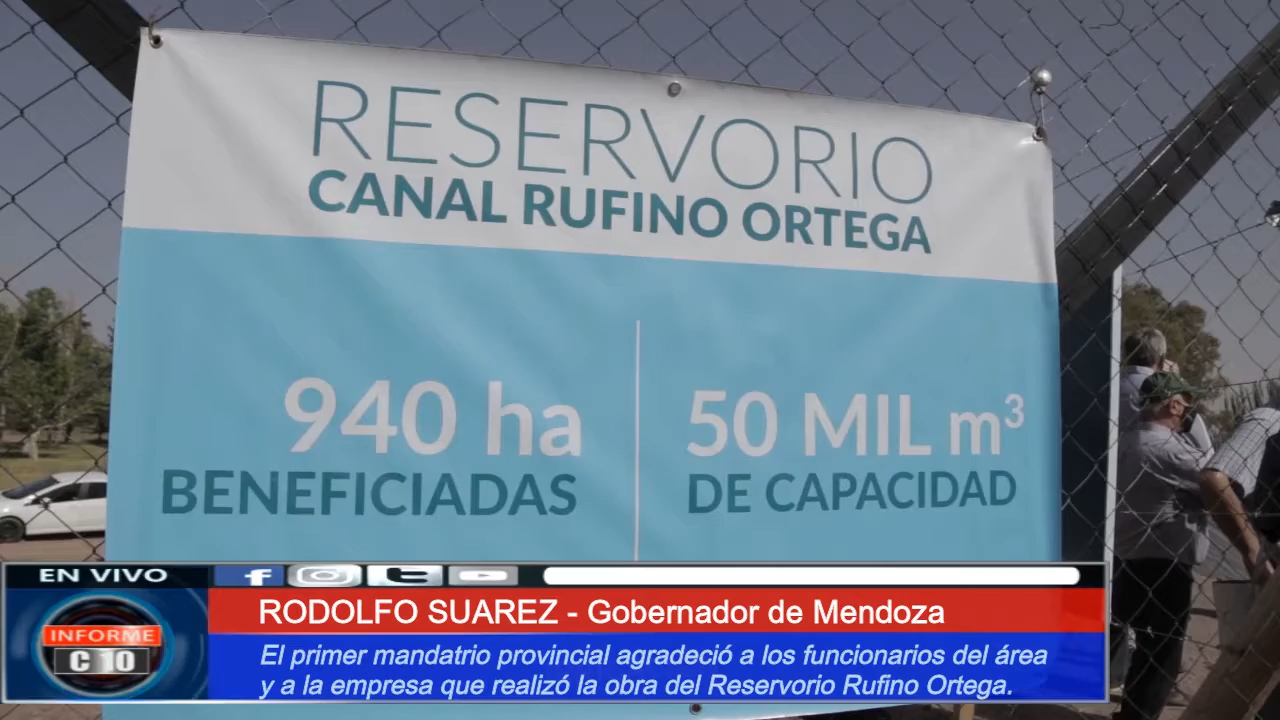 RESERVORIO
CANAL RUFINO ORTEGA
940 ha
BENEFICIADAS
50 MIL m³
DE CAPACIDAD
EN VIVO
INFORME
C 10
RODOLFO SUAREZ - Gobernador de Mendoza
El primer mandatrio provincial agradeció a los funcionarios del área
y a la empresa que realizó la obra del Reservorio Rufino Ortega.